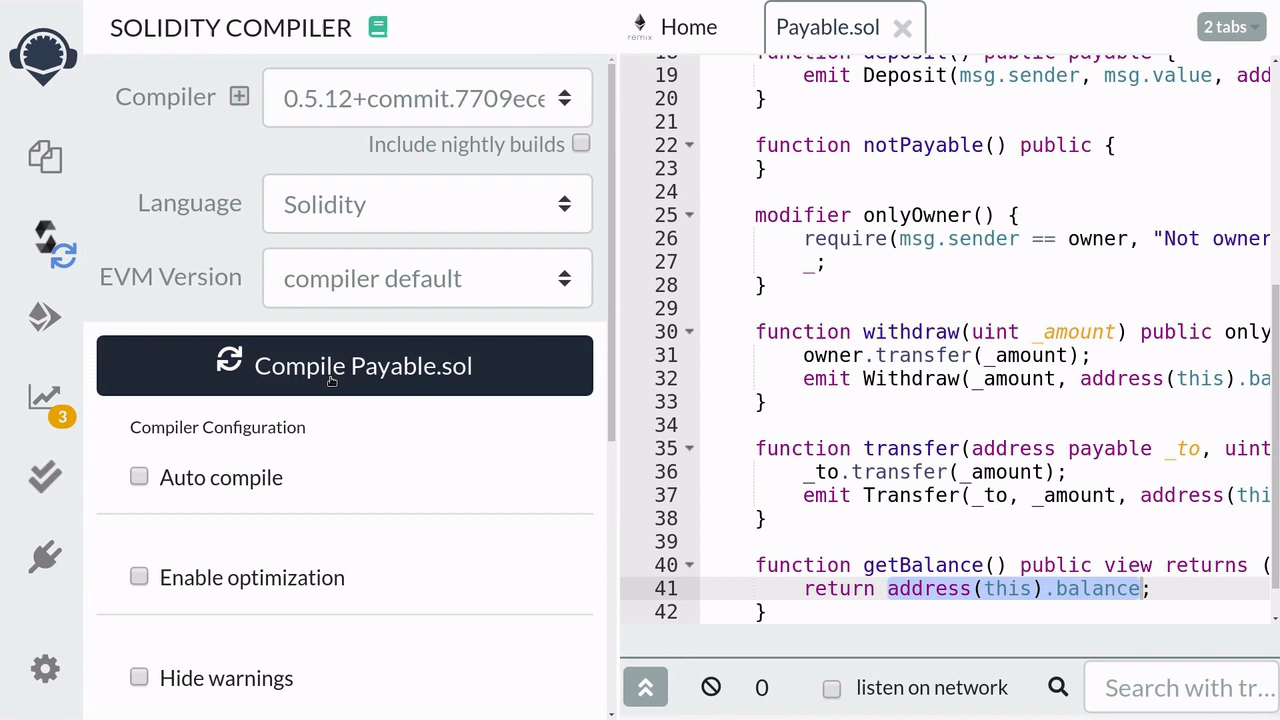 SOLIDITY COMPILER
Compiler
0.5.12+commit.7709ece
Include nightly builds
Language
Solidity
EVM Version
compiler default
Compile Payable.sol
Compiler Configuration
Auto compile
Enable optimization
Hide warnings
3
remix
Home
Payable.sol
2 tabs
18 function deposit() public payable {
19 emit Deposit(msg.sender, msg.value, add
20 }
21
22 function notPayable() public {
23 }
24
25 modifier onlyOwner() {
26 require(msg.sender == owner, "Not owner
27 _;
28 }
29
30 function withdraw(uint _amount) public only
31 owner.transfer(_amount);
32 emit Withdraw(_amount, address(this).ba
33 }
34
35 function transfer(address payable _to, uint
36 _to.transfer(_amount);
37 emit Transfer(_to, _amount, address(thi
38 }
39
40 function getBalance() public view returns (
41 return address(this).balance;
42 }
0
listen on network
Search with tr...